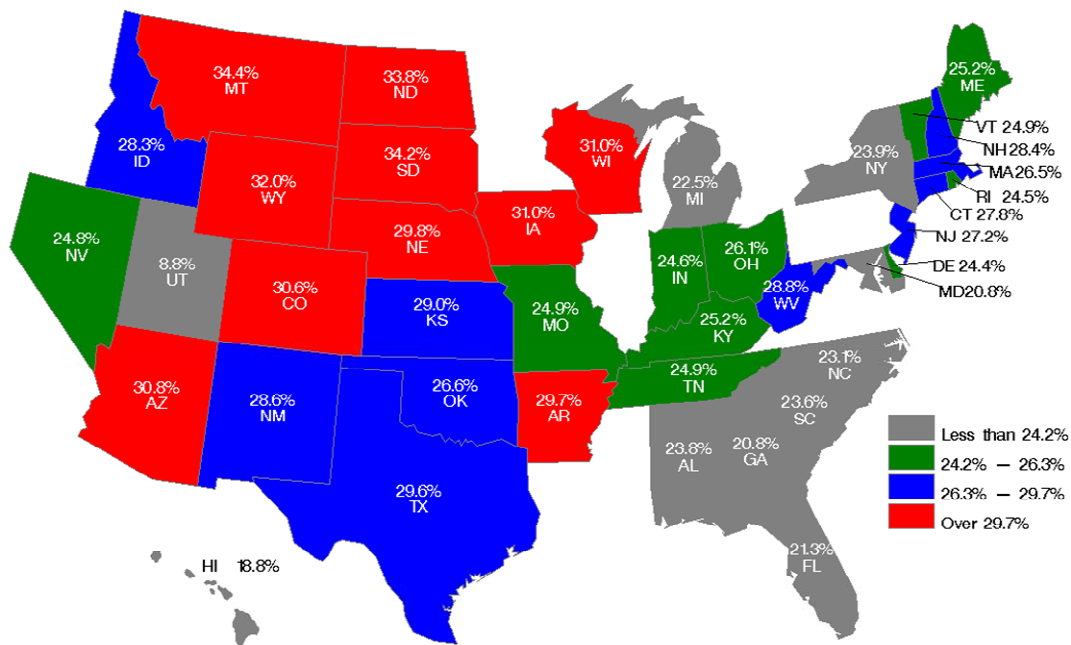 34.4%
MT
33.8%
ND
28.3%
ID
34.2%
SD
32.0%
WY
31.0%
WI
22.5%
MI
23.9%
NY
25.2%
ME
VT 24.9%
NH 28.4%
MA 26.5%
RI 24.5%
CT 27.8%
NJ 27.2%
DE 24.4%
MD 20.8%
24.8%
NV
8.8%
UT
30.6%
CO
29.8%
NE
31.0%
IA
29.0%
KS
24.9%
MO
24.6%
IN
26.1%
OH
28.8%
WV
25.2%
KY
24.9%
TN
23.1%
NC
23.6%
SC
30.8%
AZ
28.6%
NM
26.6%
OK
29.7%
AR
23.8%
AL
20.8%
GA
29.6%
TX
21.3%
FL
HI 18.8%
Less than 24.2%
24.2% – 26.3%
26.3% – 29.7%
Over 29.7%